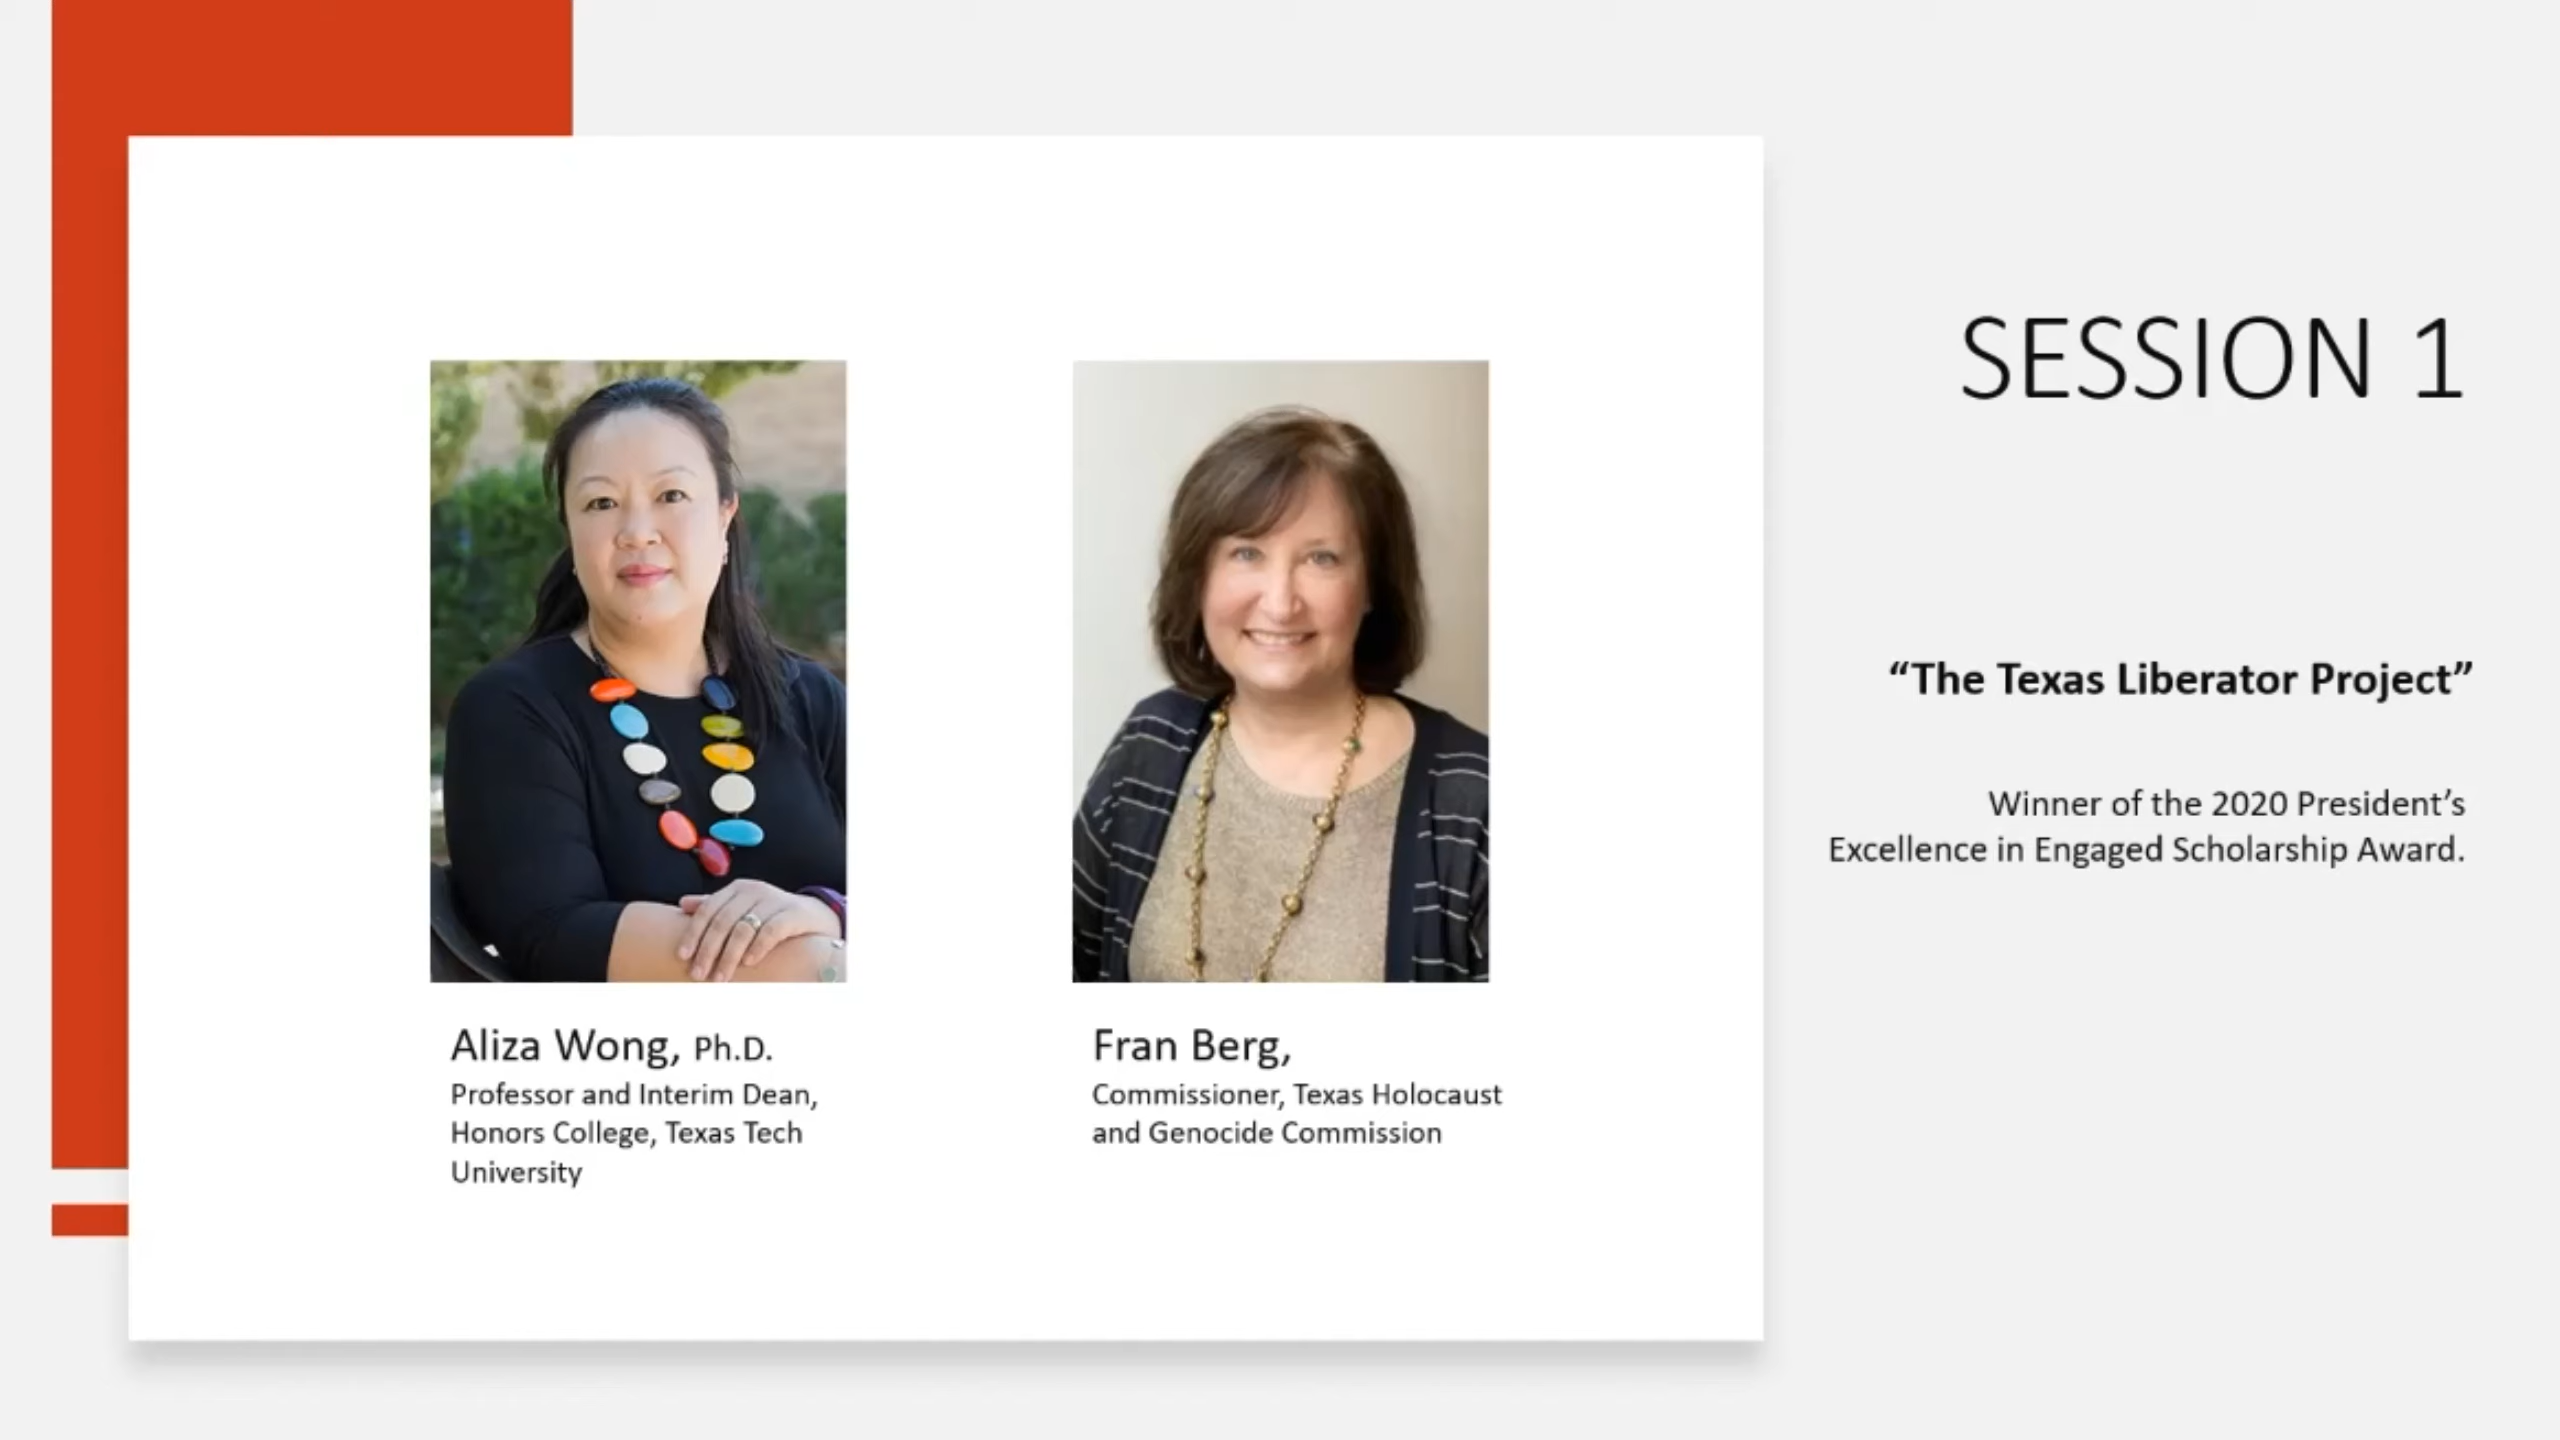 SESSION 1
“The Texas Liberator Project”
Winner of the 2020 President’s
Excellence in Engaged Scholarship Award.
Aliza Wong, Ph.D.
Professor and Interim Dean,
Honors College, Texas Tech
University
Fran Berg,
Commissioner, Texas Holocaust
and Genocide Commission